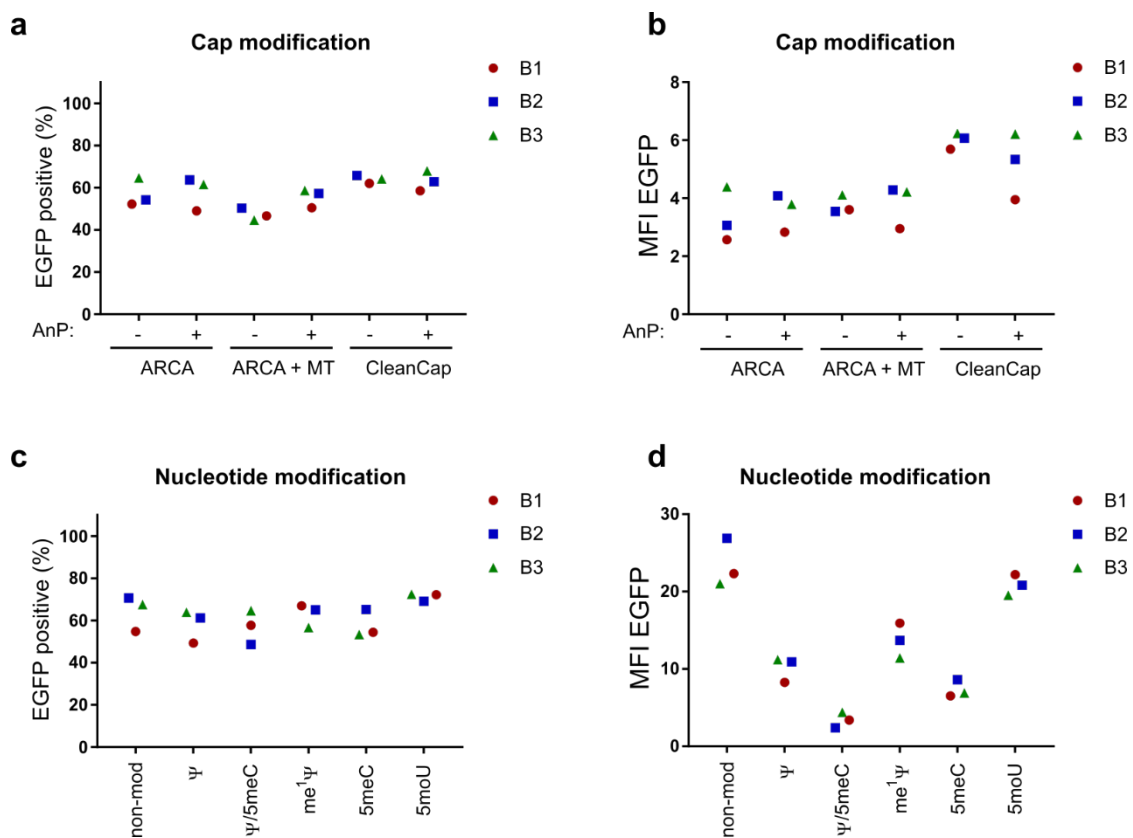 a
Cap modification
B1
B2
B3
EGFP positive (%)
100
80
60
40
20
0
AnP: - + - + - +
ARCA ARCA + MT CleanCap
b
Cap modification
B1
B2
B3
MFI EGFP
8
6
4
2
0
AnP: - + - + - +
ARCA ARCA + MT CleanCap
c
Nucleotide modification
B1
B2
B3
EGFP positive (%)
100
80
60
40
20
0
non-mod
Ψ
Ψ/5meC
me¹Ψ
5meC
5moU
d
Nucleotide modification
B1
B2
B3
MFI EGFP
30
20
10
0
non-mod
Ψ
Ψ/5meC
me¹Ψ
5meC
5moU